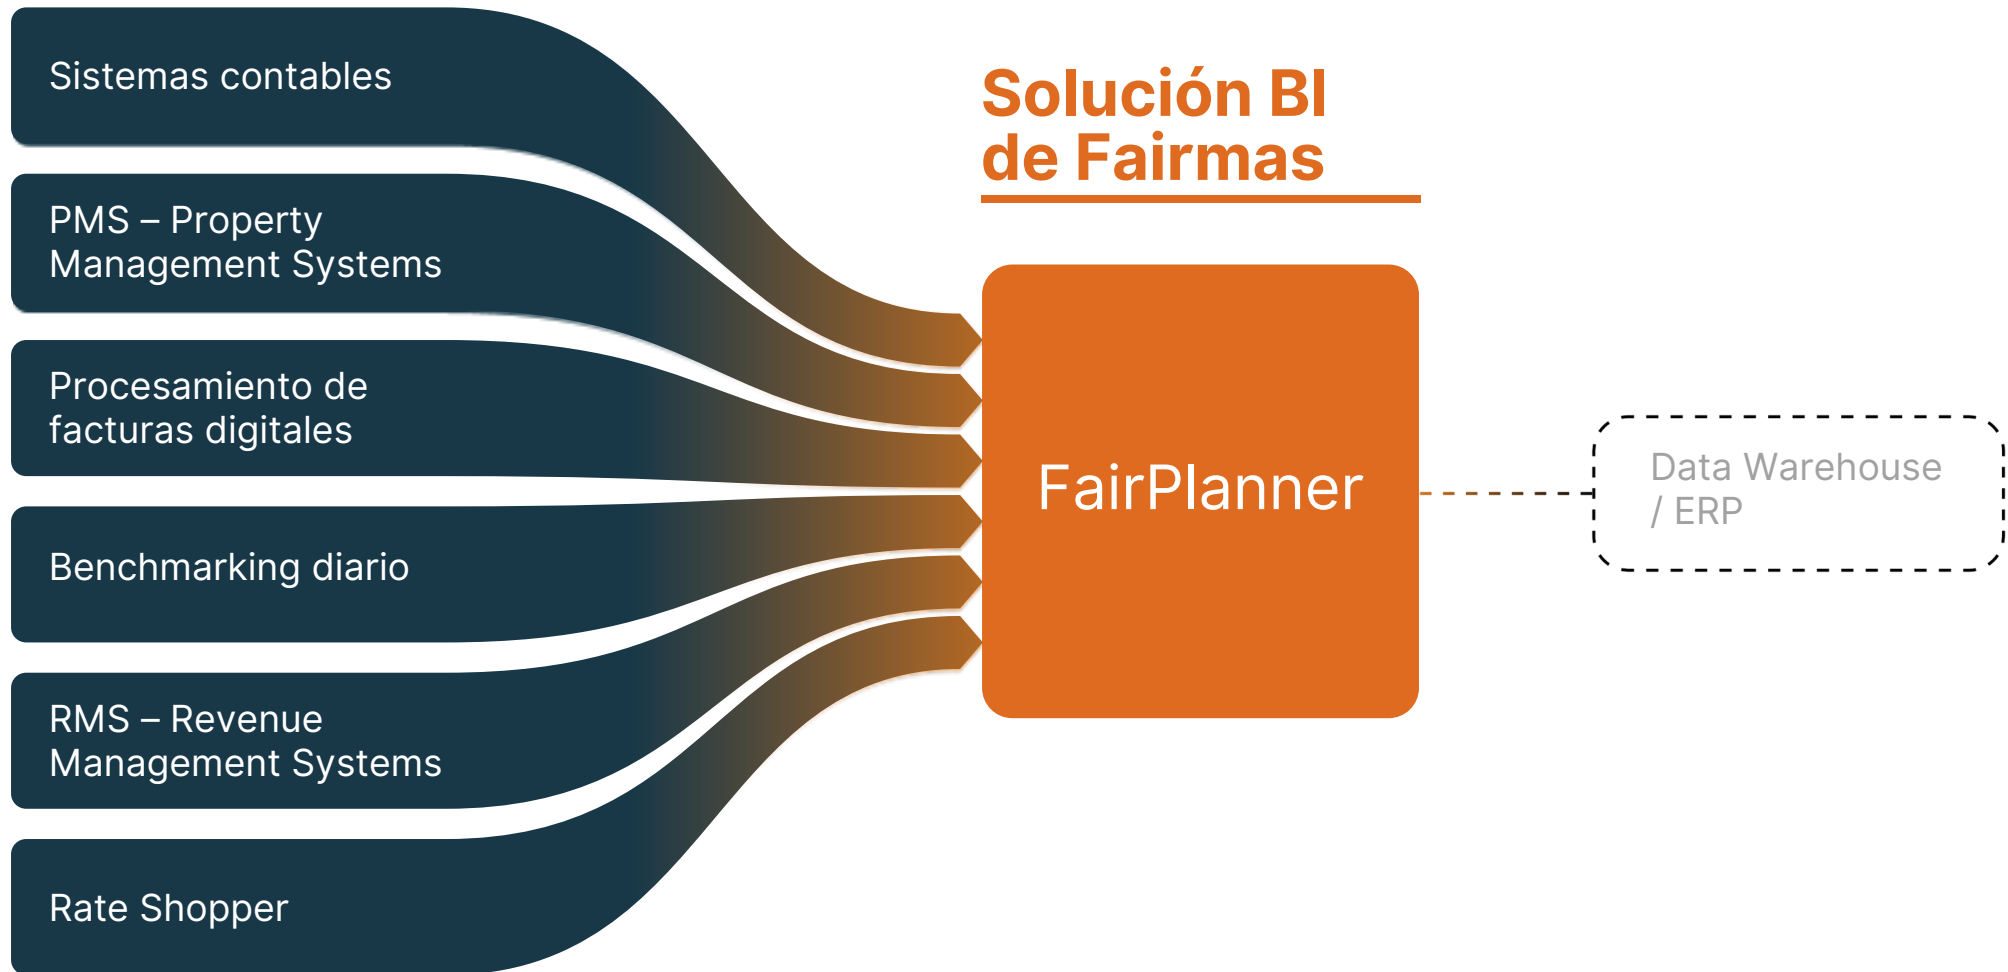 Sistemas contables
PMS – Property
Management Systems
Procesamiento de
facturas digitales
Benchmarking diario
RMS – Revenue
Management Systems
Rate Shopper
Solución BI
de Fairmas
FairPlanner
Data Warehouse
/ ERP